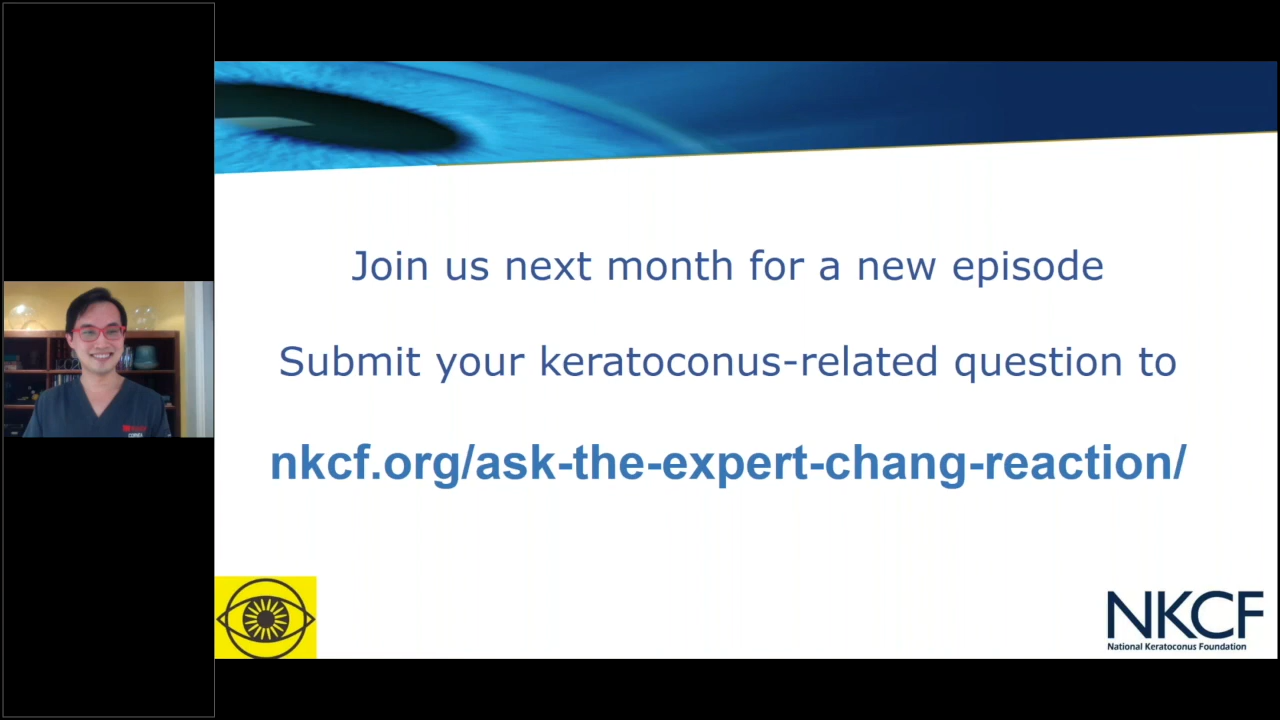 Join us next month for a new episode
Submit your keratoconus-related question to
nkcf.org/ask-the-expert-chang-reaction/
NKCF
National Keratoconus Foundation